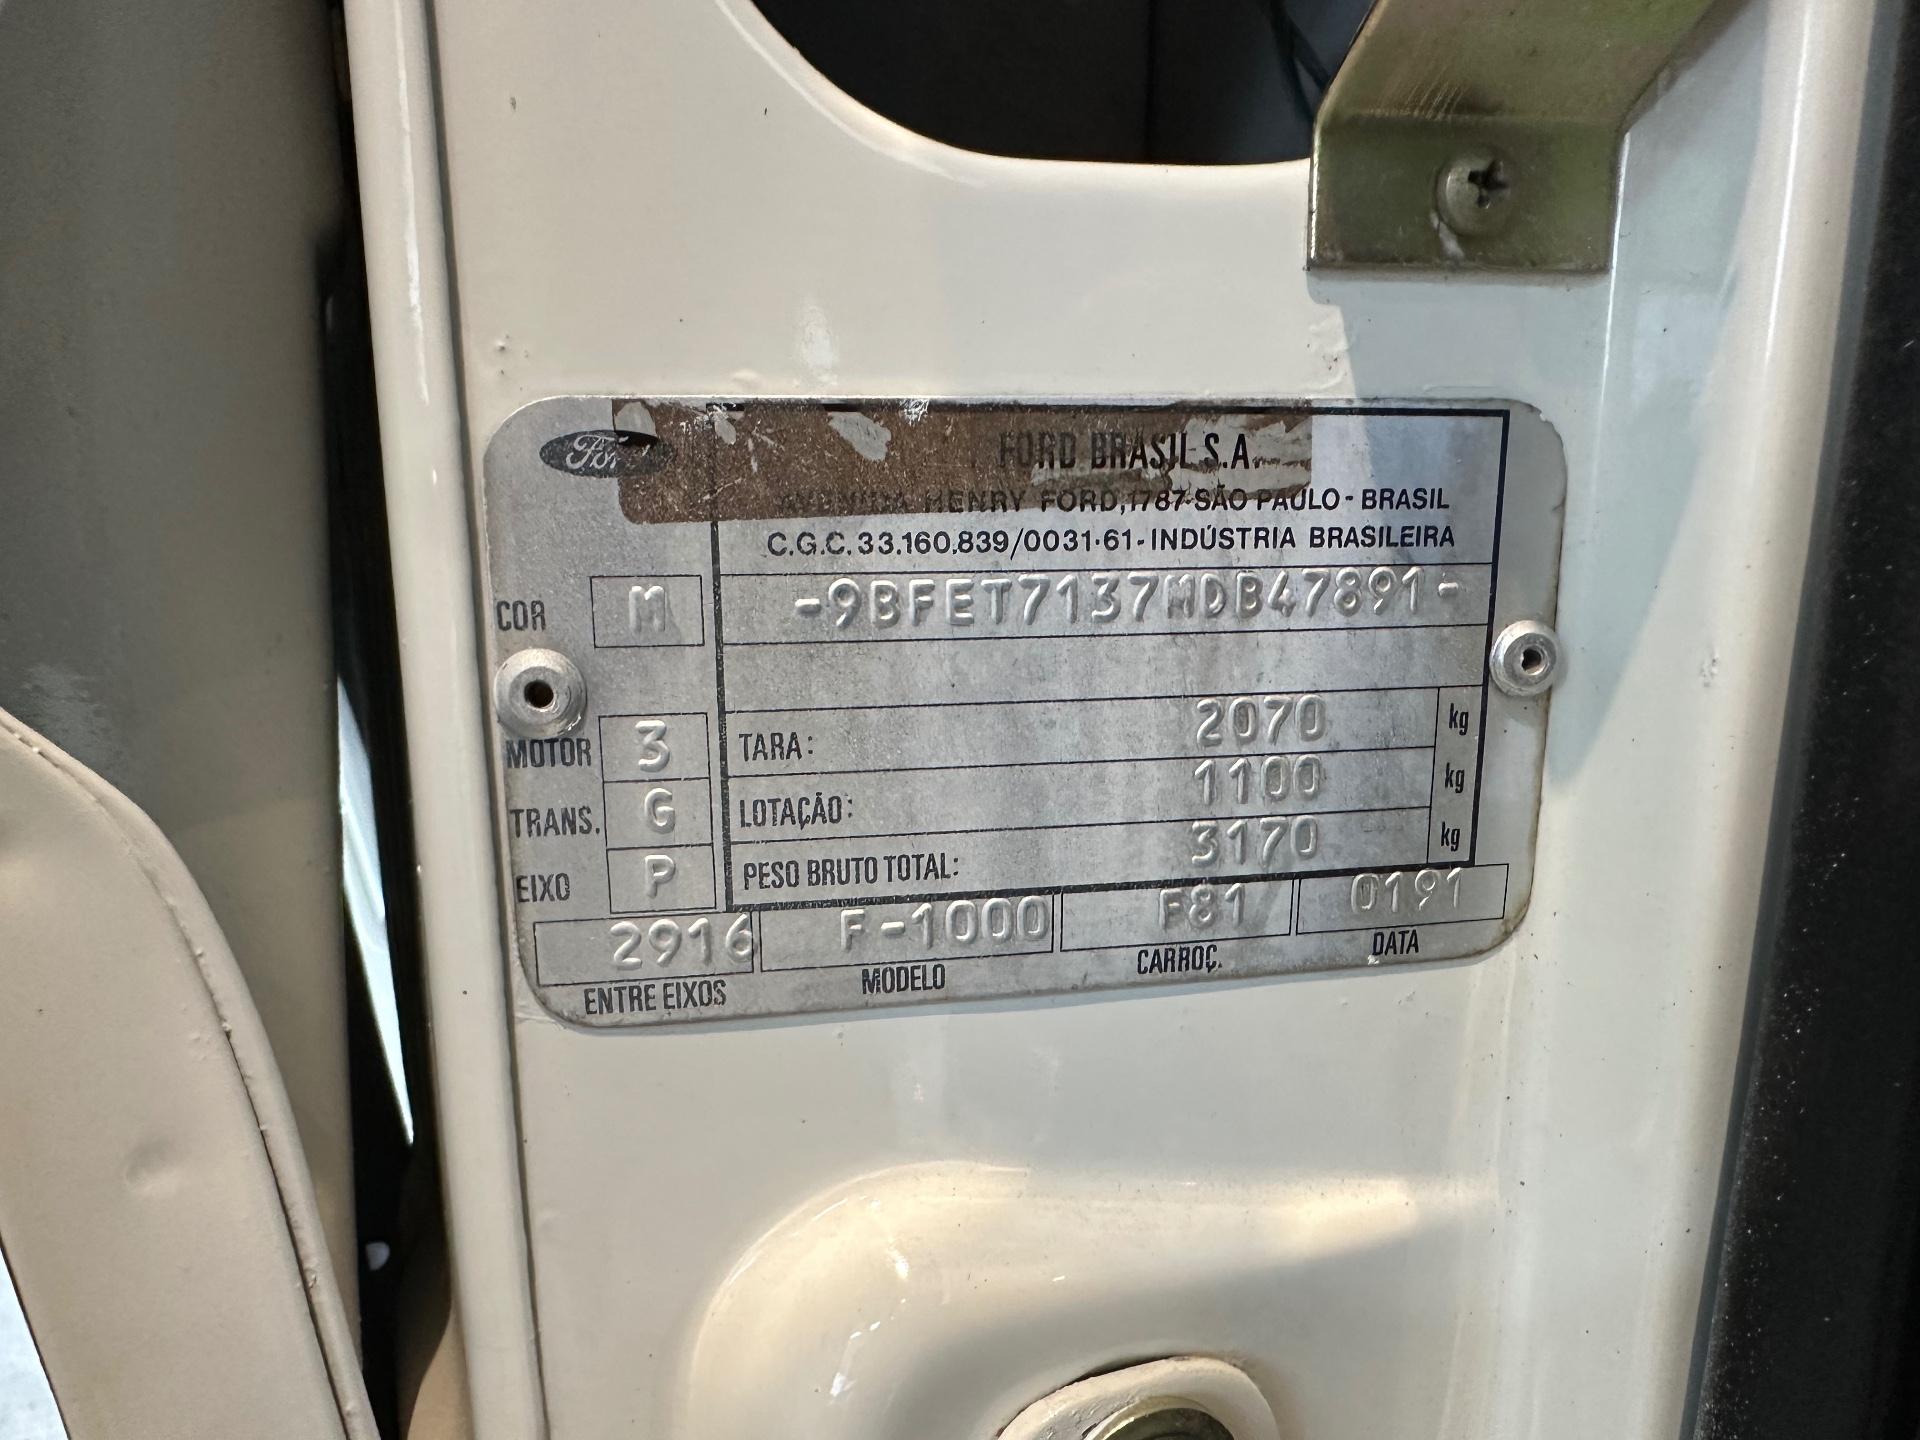 Ford
FORD BRASIL S.A.
AVENIDA HENRY FORD, 1787-SÃO PAULO - BRASIL
C.G.C. 33.160.839/0031-61 - INDÚSTRIA BRASILEIRA
COR M -9BFET7137MDB47891-
MOTOR 3 TARA: 2070 kg
TRANS. G LOTAÇÃO: 1100 kg
EIXO P PESO BRUTO TOTAL: 3170 kg
2916 F-1000 F81 0191
ENTRE EIXOS MODELO CARROÇ. DATA